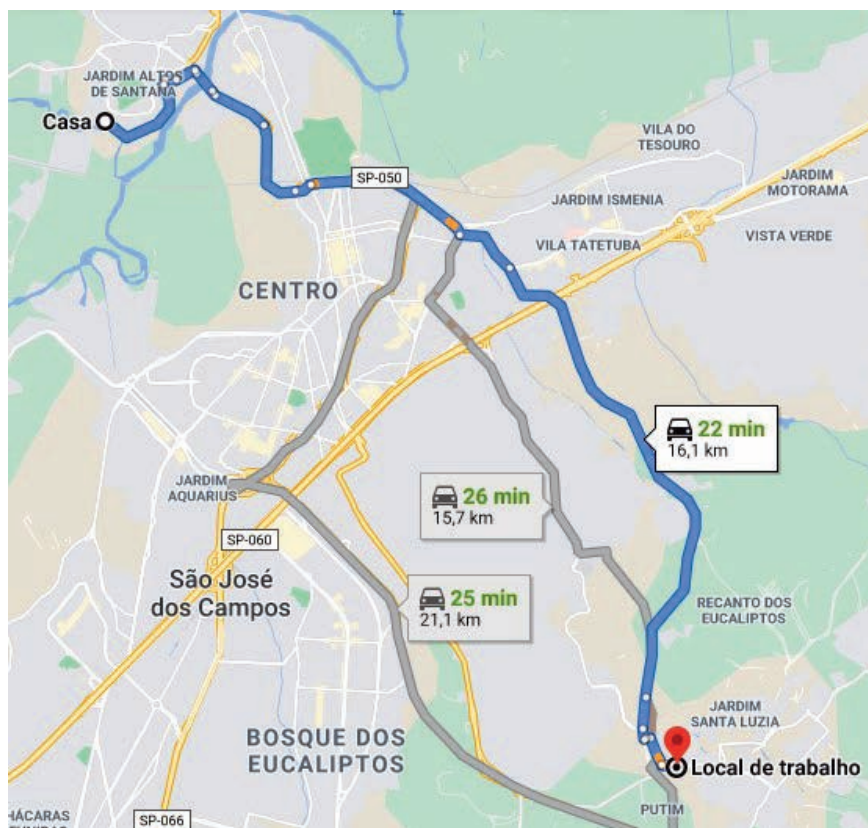 JARDIM ALTOS
DE SANTANA
Casa
SP-050
VILA DO
TESOURO
JARDIM
MOTORAMA
JARDIM ISMENIA
VILA TATETUBA
VISTA VERDE
CENTRO
22 min
16,1 km
26 min
15,7 km
JARDIM
AQUARIUS
SP-060
São José
dos Campos
25 min
21,1 km
RECANTO DOS
EUCALIPTOS
JARDIM
SANTA LUZIA
BOSQUE DOS
EUCALIPTOS
Local de trabalho
PUTIM
HÁCARAS
SP-066